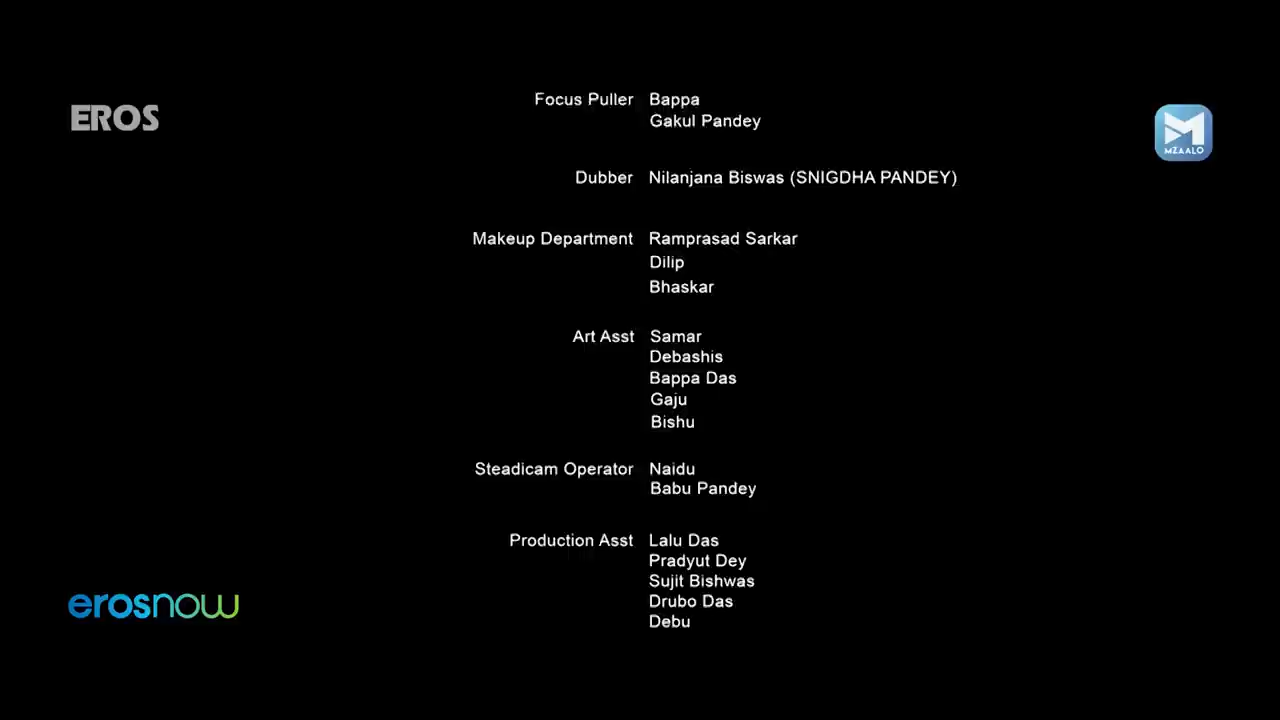 EROS
MZAALO
Focus Puller Bappa
Gakul Pandey
Dubber Nilanjana Biswas (SNIGDHA PANDEY)
Makeup Department Ramprasad Sarkar
Dilip
Bhaskar
Art Asst Samar
Debashis
Bappa Das
Gaju
Bishu
Steadicam Operator Naidu
Babu Pandey
Production Asst Lalu Das
Pradyut Dey
Sujit Bishwas
Drubo Das
Debu
erosnow